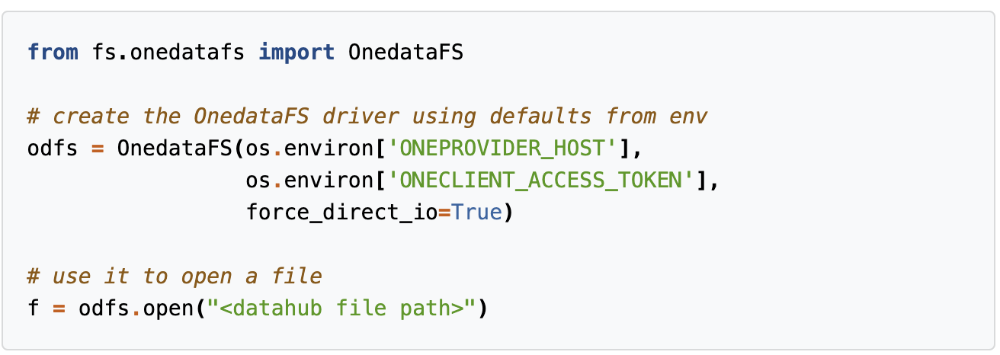 from fs.onedatafs import OnedataFS
# create the OnedataFS driver using defaults from env
odfs = OnedataFS(os.environ['ONEPROVIDER_HOST'],
os.environ['ONECLIENT_ACCESS_TOKEN'],
force_direct_io=True)
# use it to open a file
f = odfs.open("<datahub file path>")